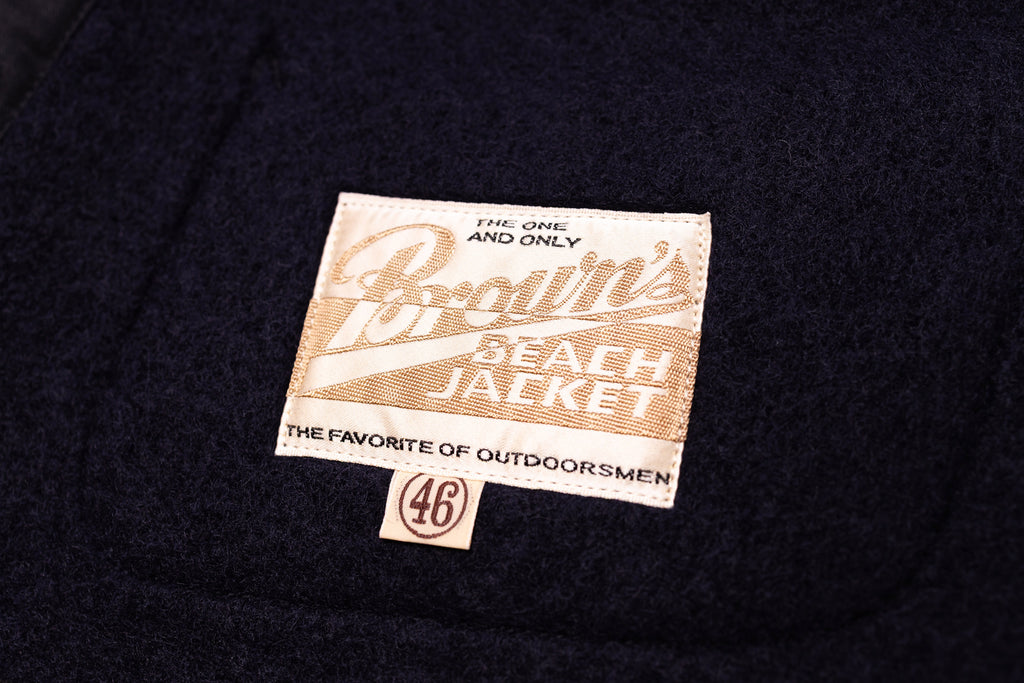 THE ONE
AND ONLY
Brown's
BEACH
JACKET
THE FAVORITE OF OUTDOORSMEN
46